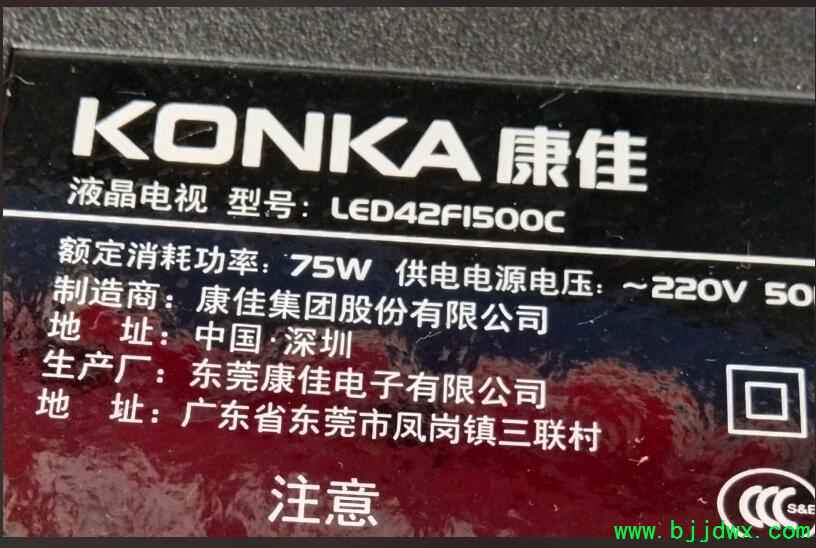 KONKA 康佳
液晶电视 型号: LED42F1500C
额定消耗功率: 75W 供电电源电压: ~220V 50
制造商: 康佳集团股份有限公司
地 址: 中国·深圳
生产厂: 东莞康佳电子有限公司
地 址: 广东省东莞市凤岗镇三联村
注意
CCC S&E
www.bjjdwx.com